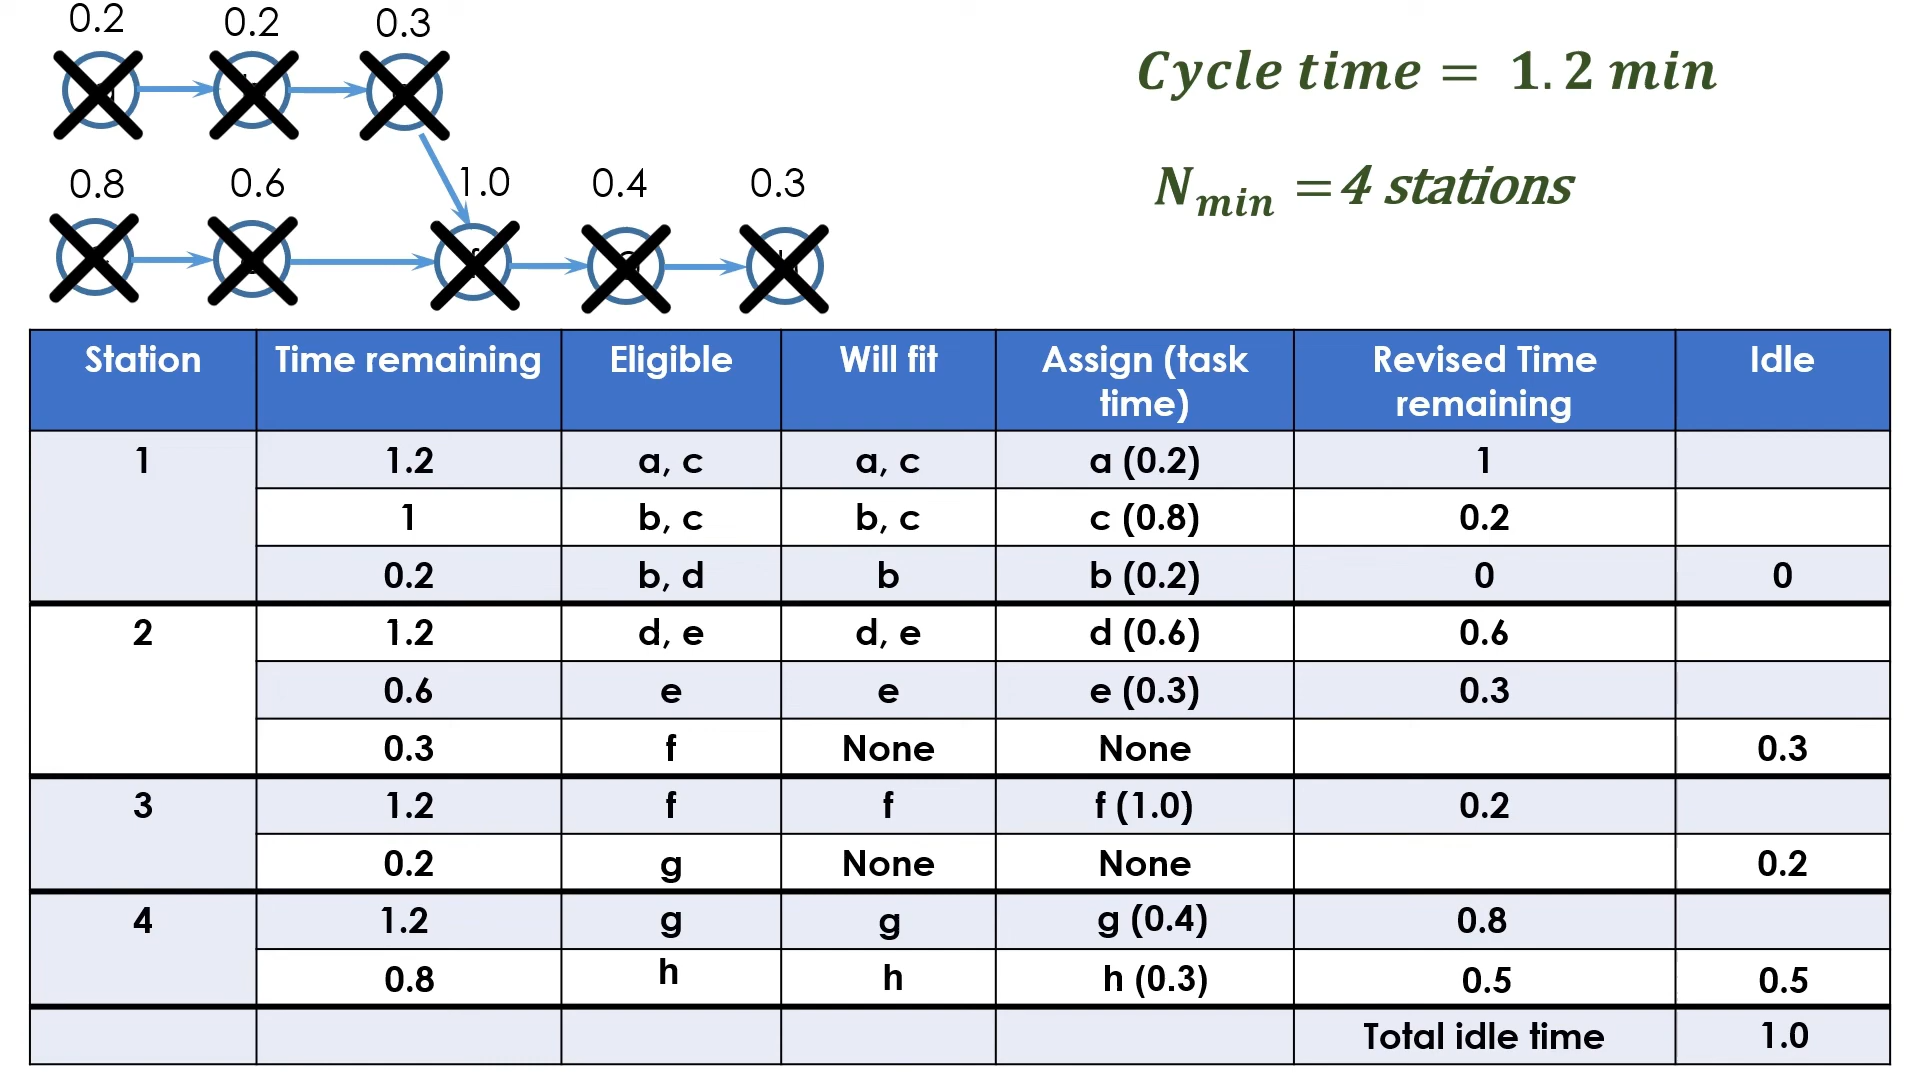 0.2 0.2 0.3
Cycle time = 1.2 min
0.8 0.6 1.0 0.4 0.3
N min = 4 stations
f
Station Time remaining Eligible Will fit Assign (task time) Revised Time remaining Idle
1 1.2 a, c a, c a (0.2) 1
1 b, c b, c c (0.8) 0.2
0.2 b, d b b (0.2) 0 0
2 1.2 d, e d, e d (0.6) 0.6
0.6 e e e (0.3) 0.3
0.3 f None None 0.3
3 1.2 f f f (1.0) 0.2
0.2 g None None 0.2
4 1.2 g g g (0.4) 0.8
0.8 h h h (0.3) 0.5 0.5
Total idle time 1.0